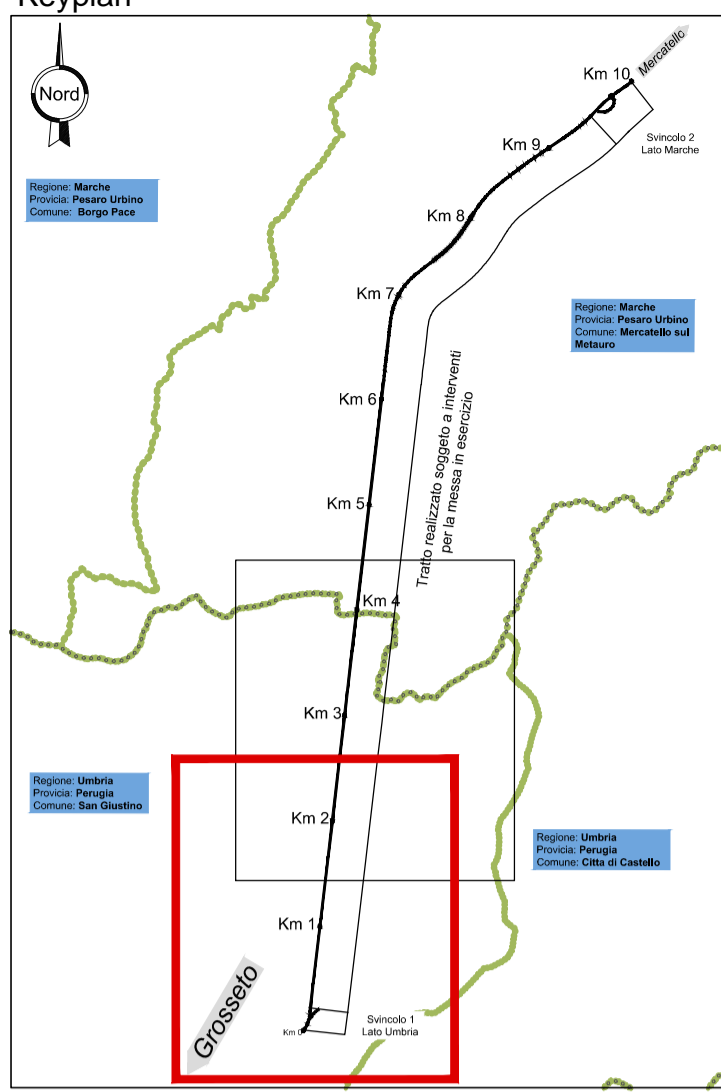 Keyplan
Nord
Km 10
Mercatello
Km 9
Svincolo 2
Lato Marche
Regione: Marche
Provicia: Pesaro Urbino
Comune: Borgo Pace
Km 8
Km 7
Regione: Marche
Provicia: Pesaro Urbino
Comune: Mercatello sul
Metauro
Km 6
Tratto realizzato soggeto a interventi
per la messa in esercizio
Km 5
Km 4
Km 3
Regione: Umbria
Provicia: Perugia
Comune: San Giustino
Km 2
Regione: Umbria
Provicia: Perugia
Comune: Citta di Castello
Km 1
Grosseto
Svincolo 1
Lato Umbria
Km 0